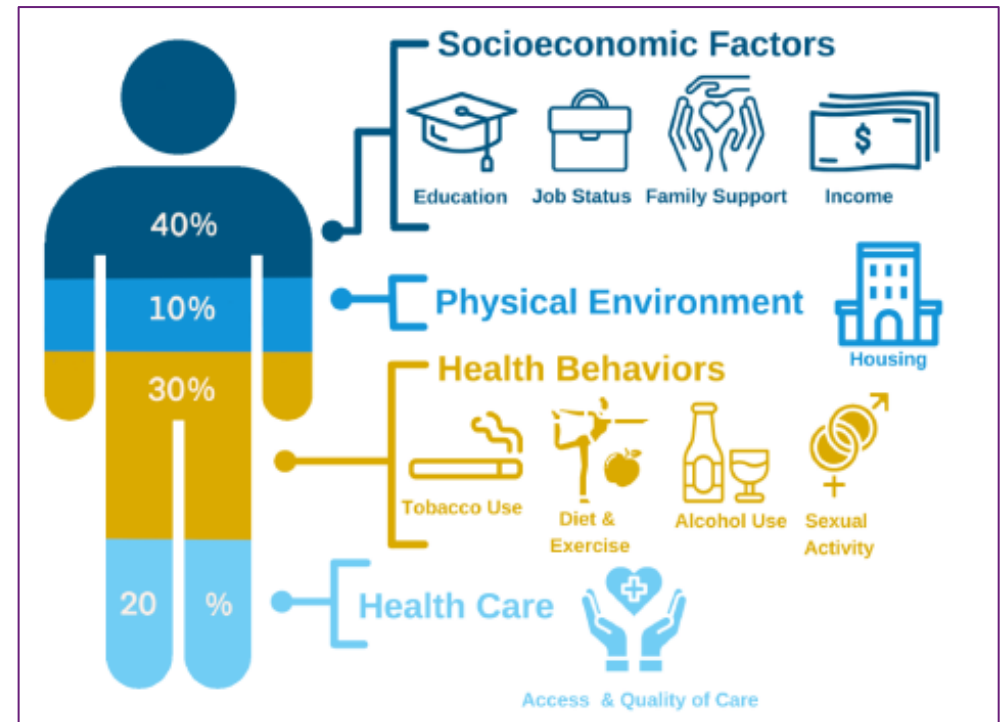 Socioeconomic Factors
$
Education Job Status Family Support Income
40%
10%
Physical Environment
Housing
30%
Health Behaviors
Tobacco Use
Diet &
Exercise
Alcohol Use
Sexual
Activity
20 %
Health Care
Access & Quality of Care